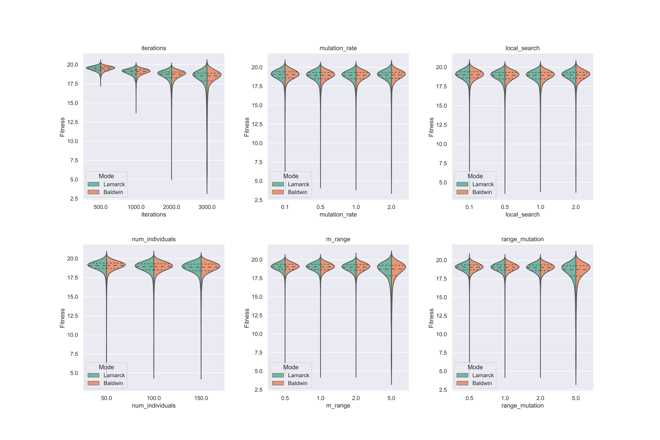 iterations
20.0
17.5
15.0
12.5
10.0
7.5
5.0
2.5
Fitness
Mode
Lamarck
Baldwin
500.0 1000.0 2000.0 3000.0
iterations
mutation_rate
20.0
17.5
15.0
12.5
10.0
7.5
5.0
2.5
Fitness
Mode
Lamarck
Baldwin
0.1 0.5 1.0 2.0
mutation_rate
local_search
20.0
17.5
15.0
12.5
10.0
7.5
5.0
Fitness
Mode
Lamarck
Baldwin
0.1 0.5 1.0 2.0
local_search
num_individuals
20.0
17.5
15.0
12.5
10.0
7.5
5.0
Fitness
Mode
Lamarck
Baldwin
50.0 100.0 150.0
num_individuals
m_range
20.0
17.5
15.0
12.5
10.0
7.5
5.0
2.5
Fitness
Mode
Lamarck
Baldwin
0.5 1.0 2.0 5.0
m_range
range_mutation
20.0
17.5
15.0
12.5
10.0
7.5
5.0
2.5
Fitness
Mode
Lamarck
Baldwin
0.5 1.0 2.0 5.0
range_mutation